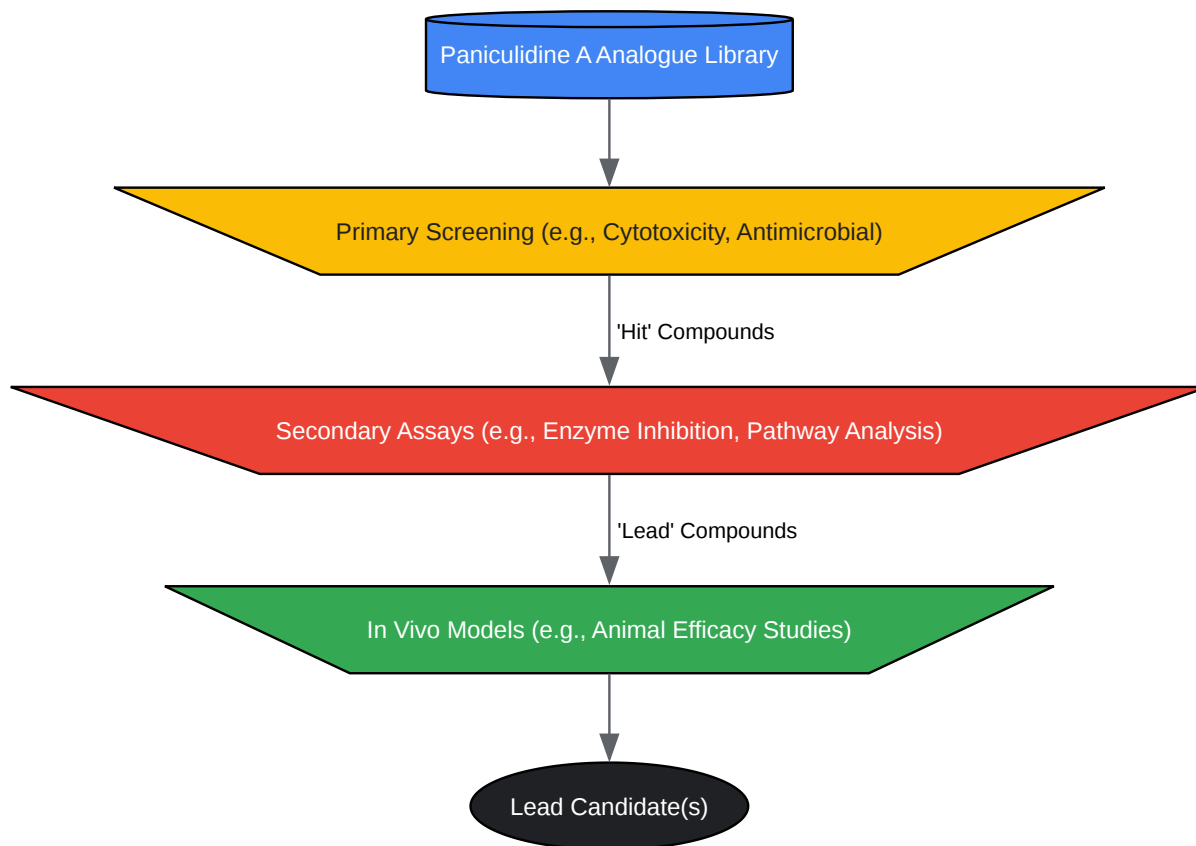 Paniculidine A Analogue Library
Primary Screening (e.g., Cytotoxicity, Antimicrobial)
'Hit' Compounds
Secondary Assays (e.g., Enzyme Inhibition, Pathway Analysis)
'Lead' Compounds
In Vivo Models (e.g., Animal Efficacy Studies)
Lead Candidate(s)